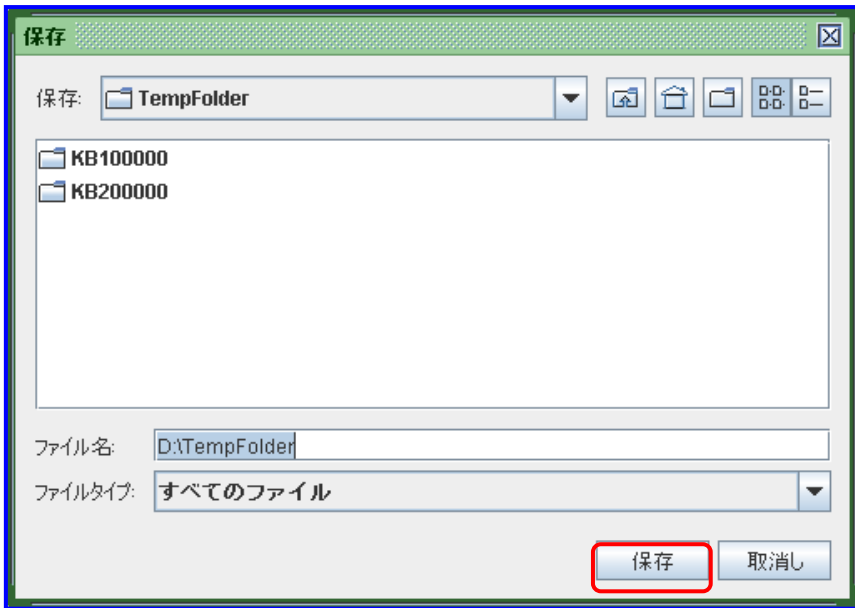 保存
保存: TempFolder
KB100000
KB200000
ファイル名: D:\TempFolder
ファイルタイプ: すべてのファイル
保存 取消し